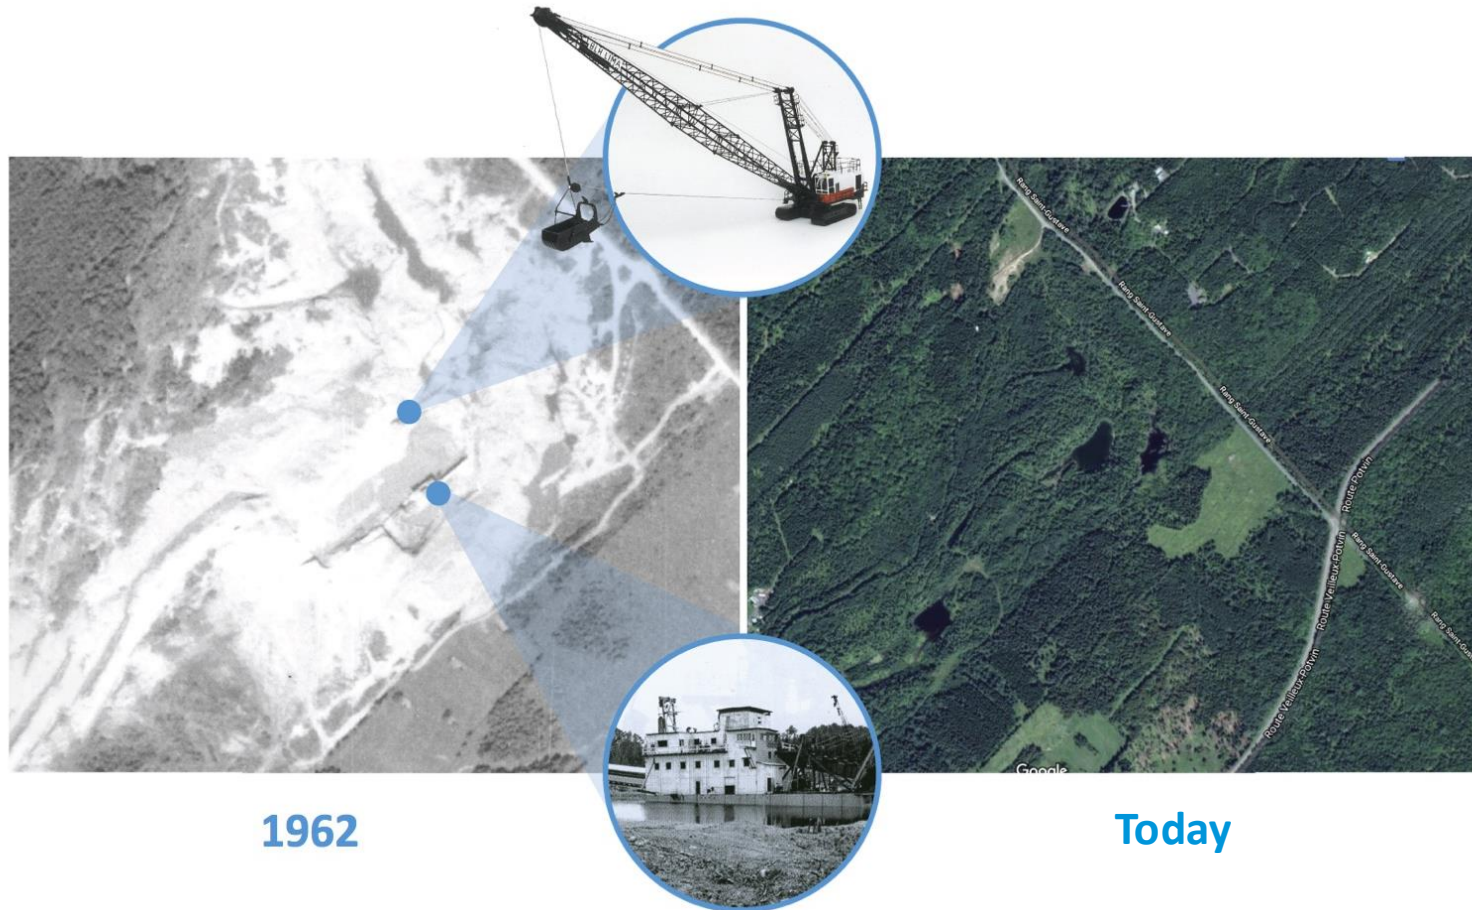 Rang Saint-Gustave
Rang Saint-Gustave
Rang Saint-Gustave
Route Potvin
Rang Saint-Gustave
Route Veilleux-Potvin
Route Veilleux-Potvin
Google
1962
Today